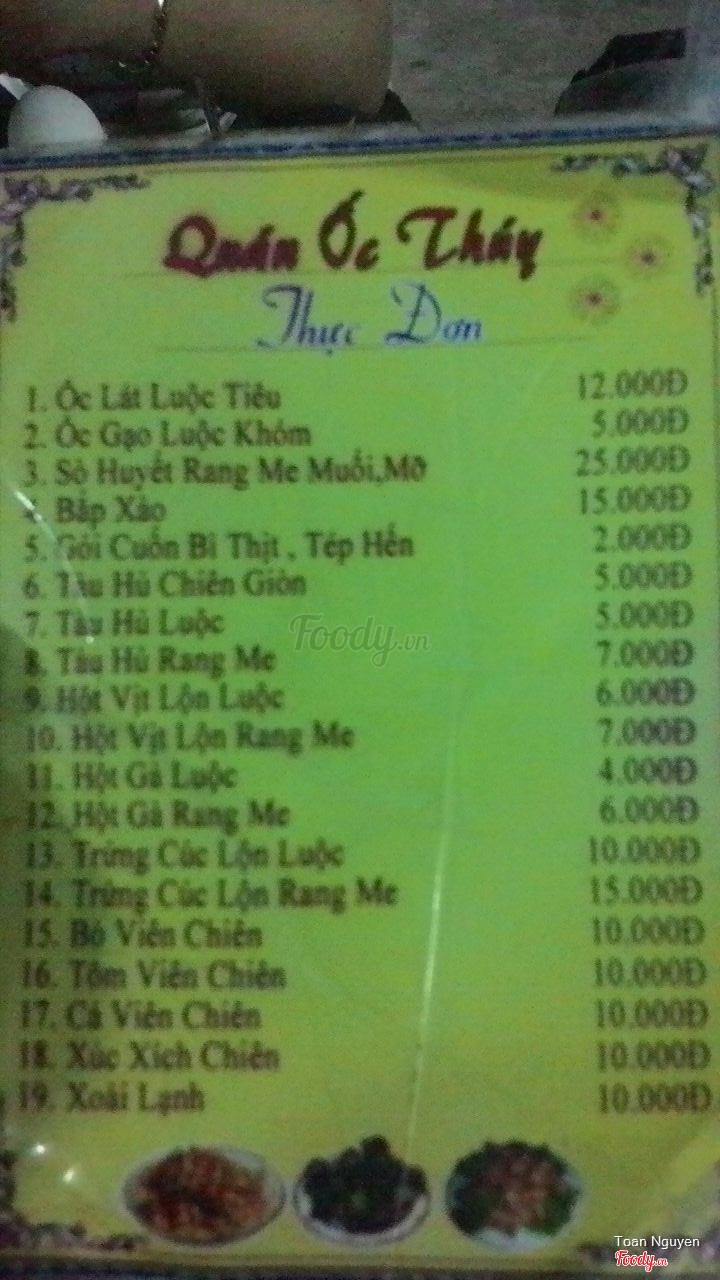 Quán Ốc Thúy
Thực Đơn
1. Ốc Lát Luộc Tiêu 12.000Đ
2. Ốc Gạo Luộc Khóm 5.000Đ
3. Sò Huyết Rang Me Muối,Mỡ 25.000Đ
4. Bắp Xào 15.000Đ
5. Gỏi Cuốn Bì Thịt , Tép Hến 2.000Đ
6. Tàu Hủ Chiên Giòn 5.000Đ
7. Tàu Hủ Luộc 5.000Đ
8. Tàu Hủ Rang Me 7.000Đ
9. Hột Vịt Lộn Luộc 6.000Đ
10. Hột Vịt Lộn Rang Me 7.000Đ
11. Hột Gà Luộc 4.000Đ
12. Hột Gà Rang Me 6.000Đ
13. Trứng Cúc Lộn Luộc 10.000Đ
14. Trứng Cúc Lộn Rang Me 15.000Đ
15. Bò Viên Chiên 10.000Đ
16. Tôm Viên Chiên 10.000Đ
17. Cá Viên Chiên 10.000Đ
18. Xúc Xích Chiên 10.000Đ
19. Xoài Lạnh 10.000Đ
Foody.vn
Toan Nguyen
Foody.vn